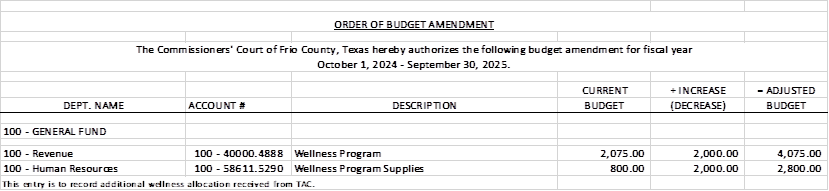 ORDER OF BUDGET AMENDMENT
The Commissioners' Court of Frio County, Texas hereby authorizes the following budget amendment for fiscal year
October 1, 2024 - September 30, 2025.
CURRENT + INCREASE = ADJUSTED
DEPT. NAME ACCOUNT # DESCRIPTION BUDGET (DECREASE) BUDGET
100 - GENERAL FUND
100 - Revenue 100 - 40000.4888 Wellness Program 2,075.00 2,000.00 4,075.00
100 - Human Resources 100 - 58611.5290 Wellness Program Supplies 800.00 2,000.00 2,800.00
This entry is to record additional wellness allocation received from TAC.